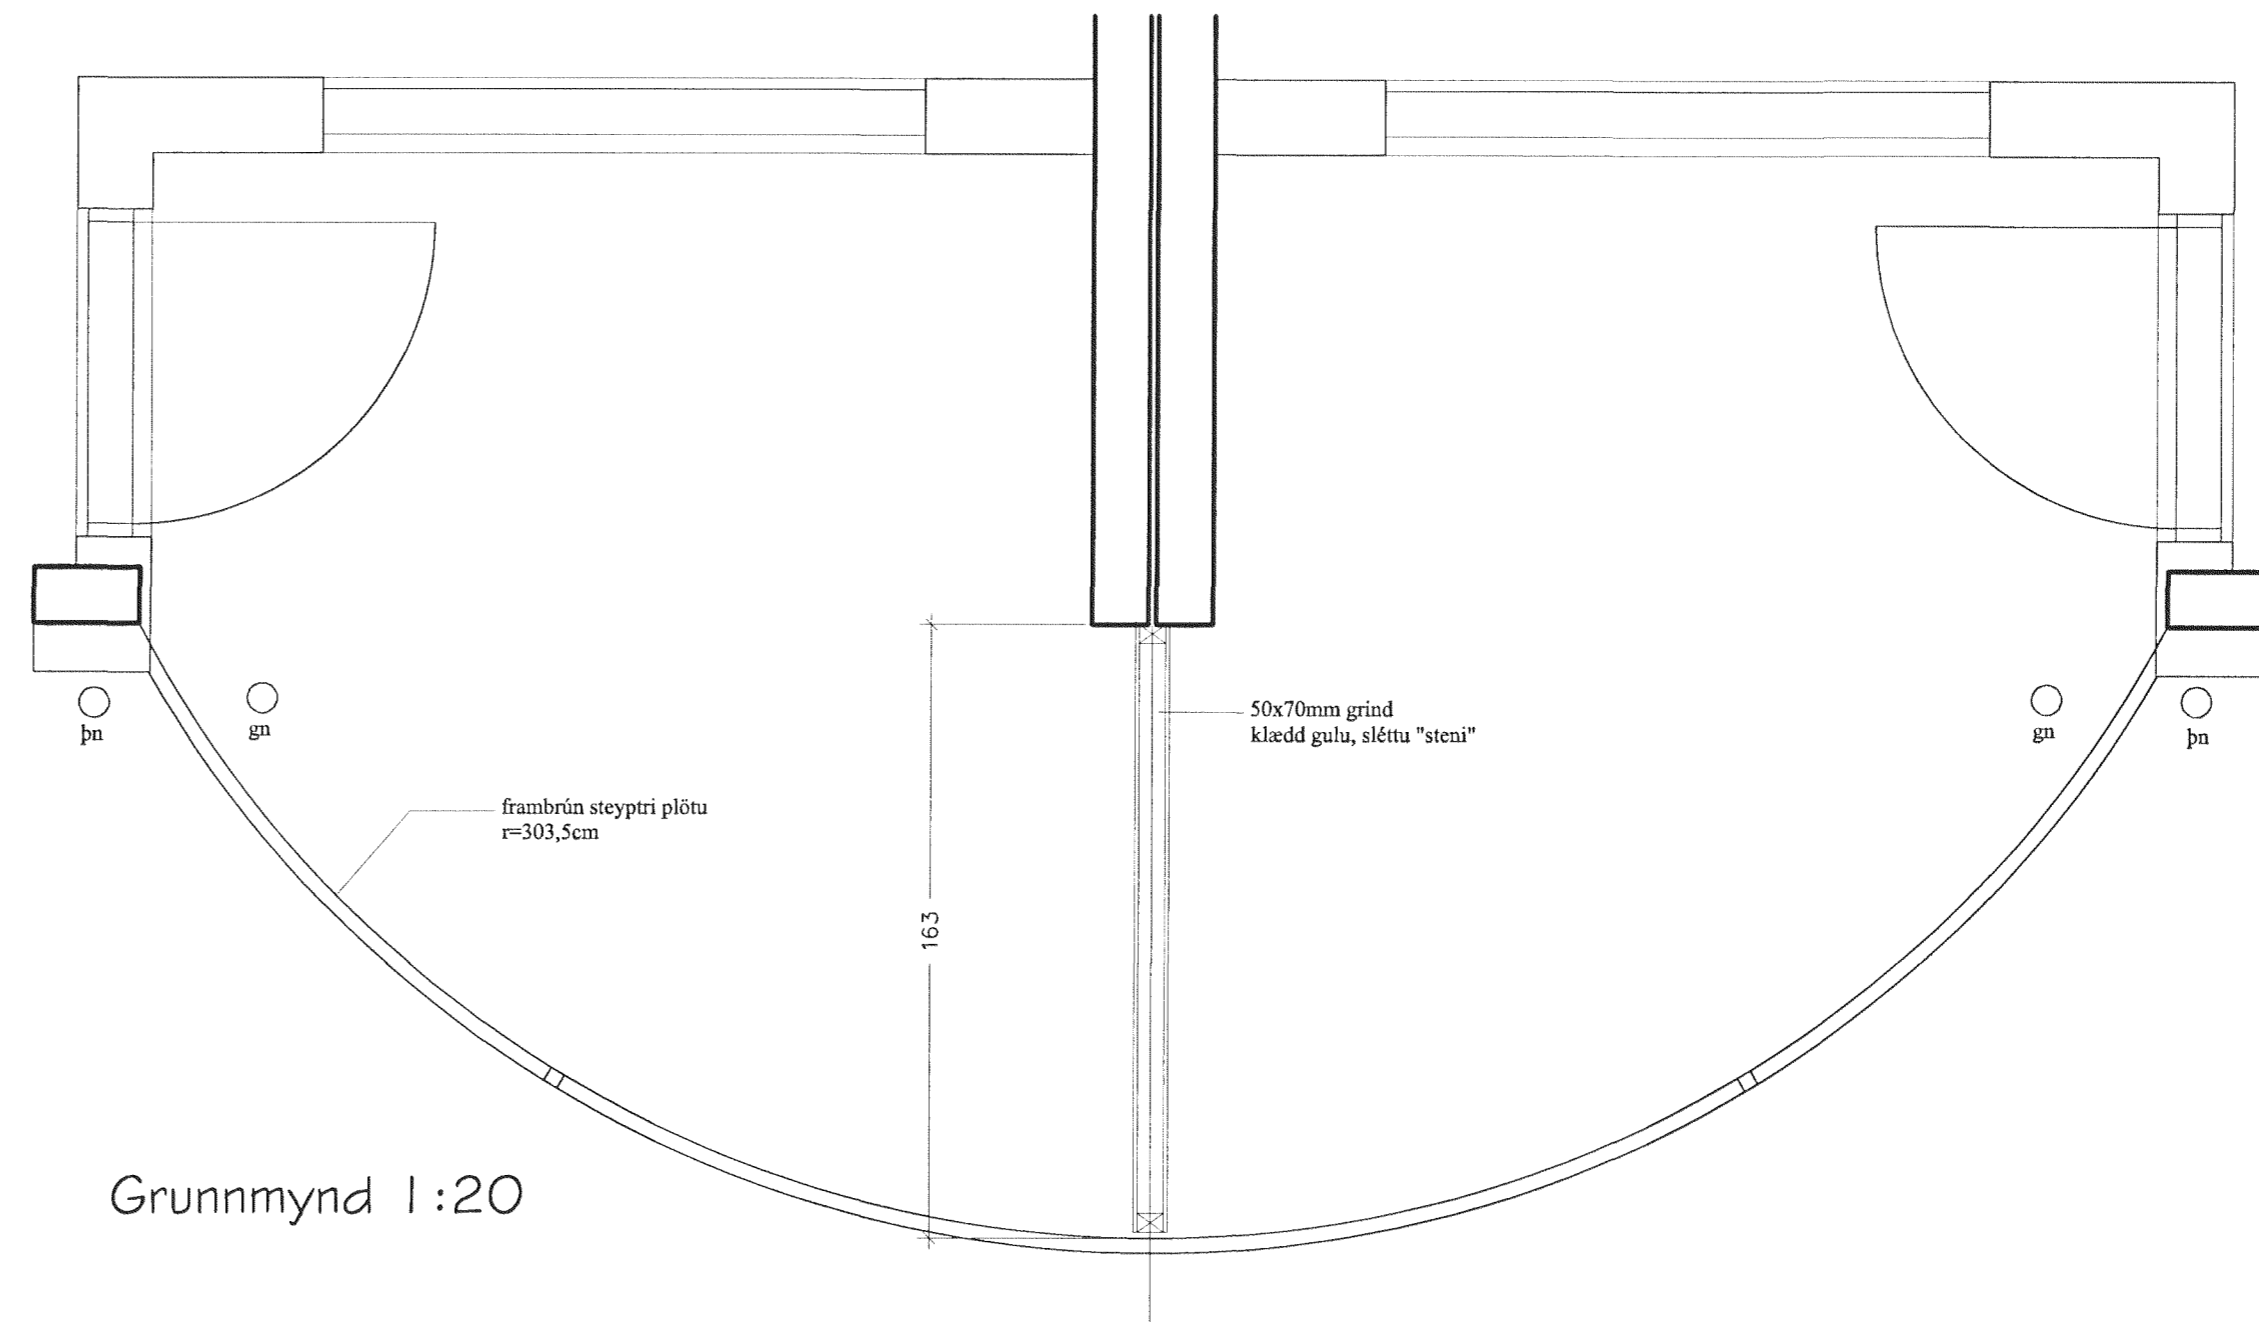 50x70mm grind
klædd gulu, sléttu "steni"
þn
gn
gn
þn
frambrún steyptri plötu
r=303,5cm
163
Grunnmynd 1:20